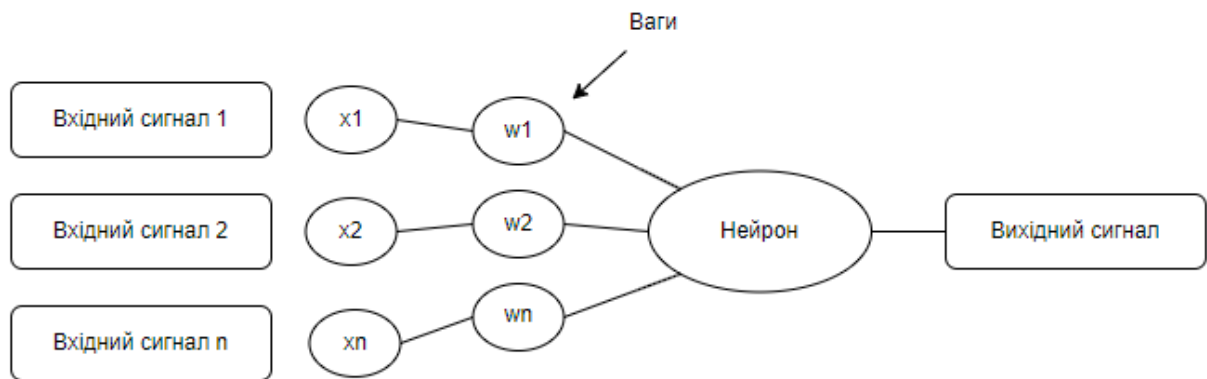 Ваги
Вхідний сигнал 1
x1
w1
Вхідний сигнал 2
x2
w2
Нейрон
Вихідний сигнал
Вхідний сигнал n
xn
wn